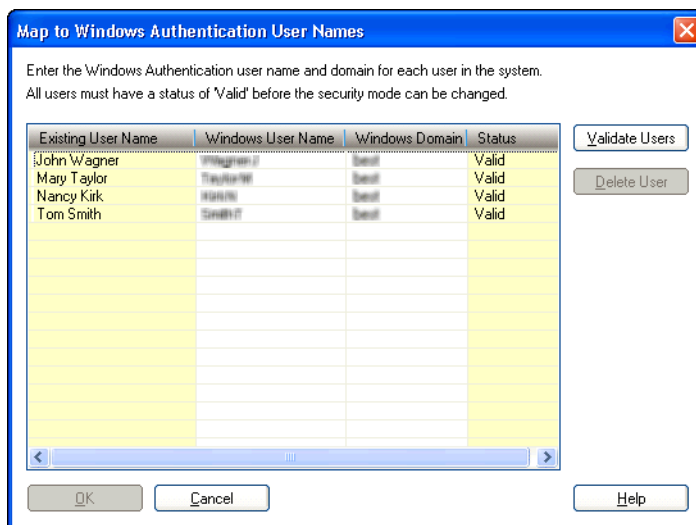 Map to Windows Authentication User Names
Enter the Windows Authentication user name and domain for each user in the system.
All users must have a status of 'Valid' before the security mode can be changed.
Existing User Name Windows User Name Windows Domain Status
Validate Users
John Wagner Valid
Mary Taylor Valid
Delete User
Nancy Kirk Valid
Tom Smith Valid
OK Cancel Help